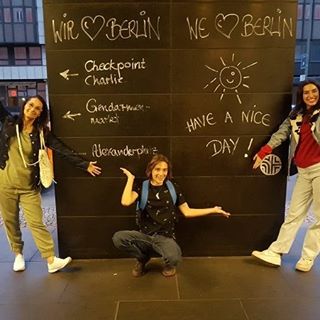 WIR ♡ BERLIN
WE ♡ BERLIN
← Checkpoint
Charlie
← Gendarmen-
markt
← Alexanderplatz
HAVE A NICE
DAY!